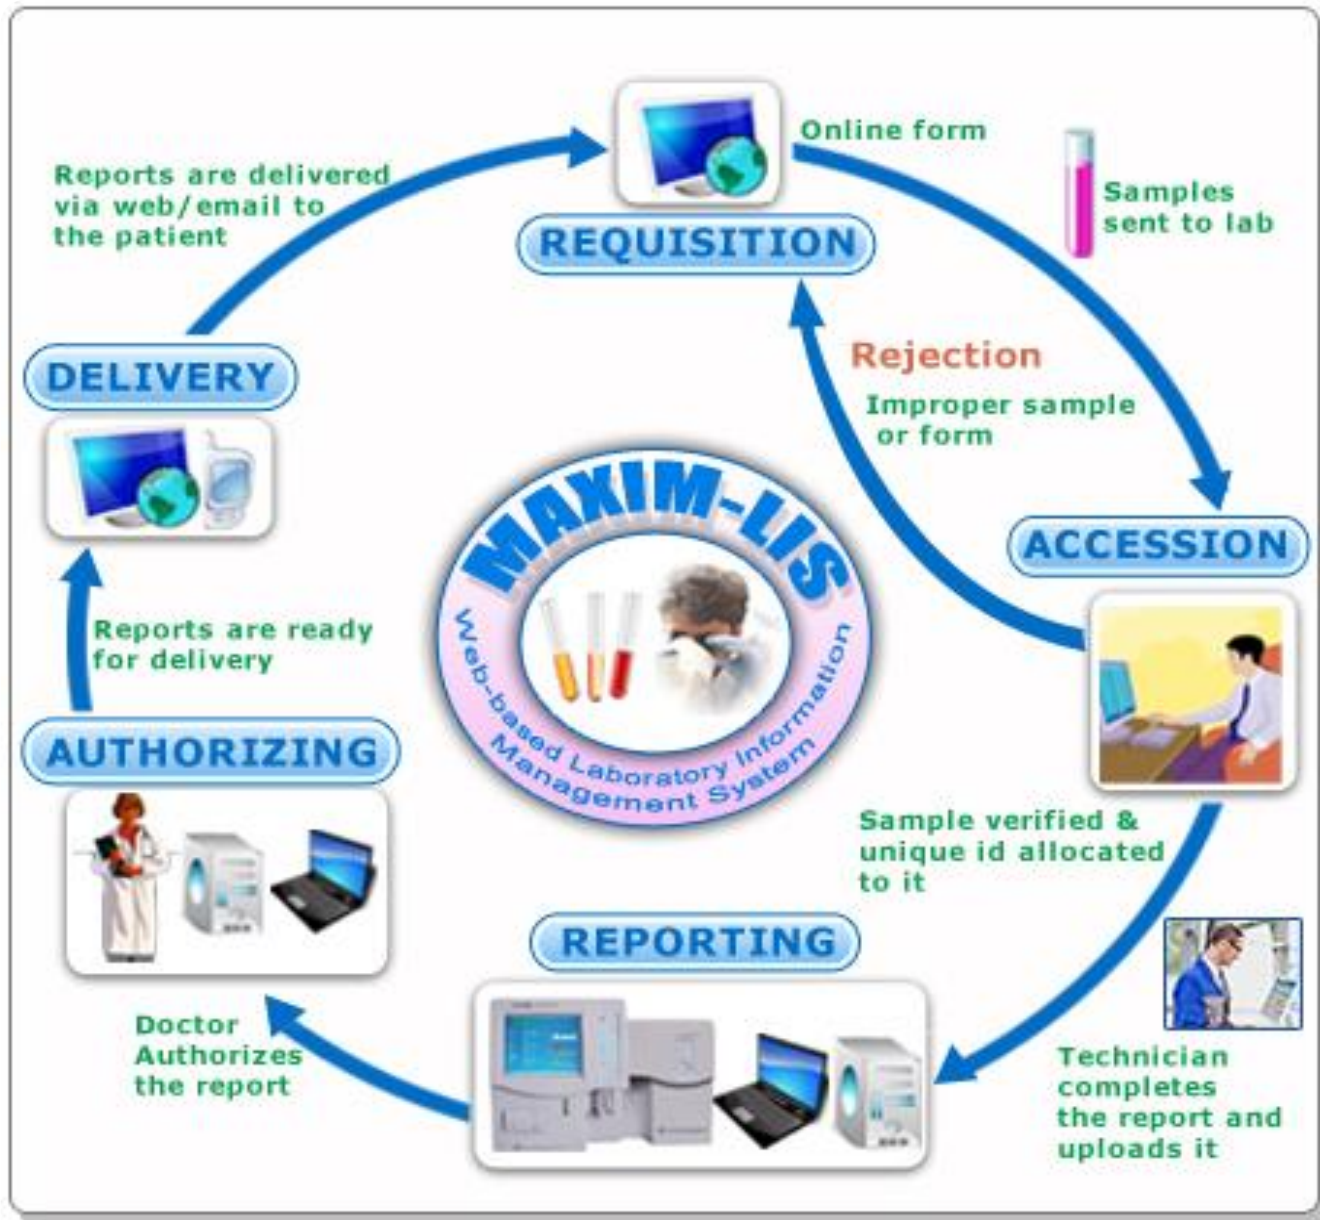 Online form
Samples
sent to lab
Reports are delivered
via web/email to
the patient
REQUISITION
Rejection
Improper sample
or form
DELIVERY
ACCESSION
MAXIM-LIS
Web-based Laboratory Information
Management System
Reports are ready
for delivery
AUTHORIZING
Sample verified &
unique id allocated
to it
REPORTING
Doctor
Authorizes
the report
Technician
completes
the report and
uploads it